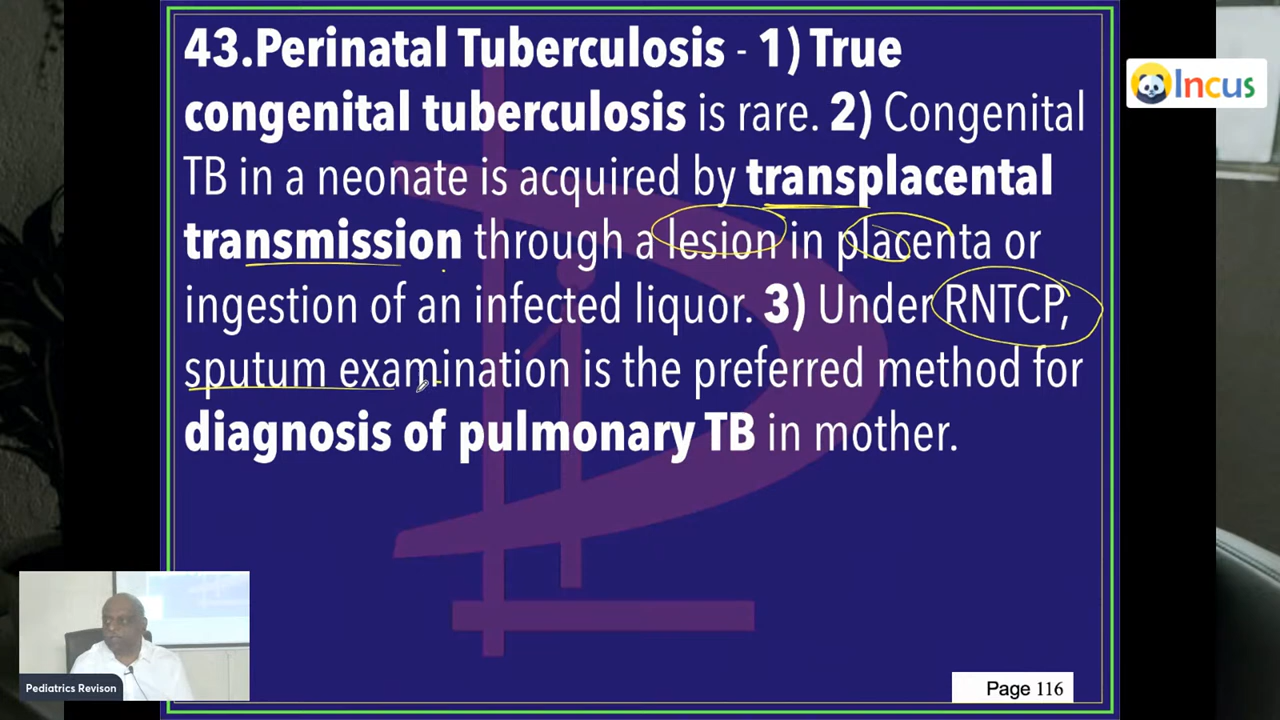 43.Perinatal Tuberculosis - 1) True
congenital tuberculosis is rare. 2) Congenital
TB in a neonate is acquired by transplacental
transmission through a lesion in placenta or
ingestion of an infected liquor. 3) Under RNTCP,
sputum examination is the preferred method for
diagnosis of pulmonary TB in mother.
Incus
Pediatrics Revison
Page 116